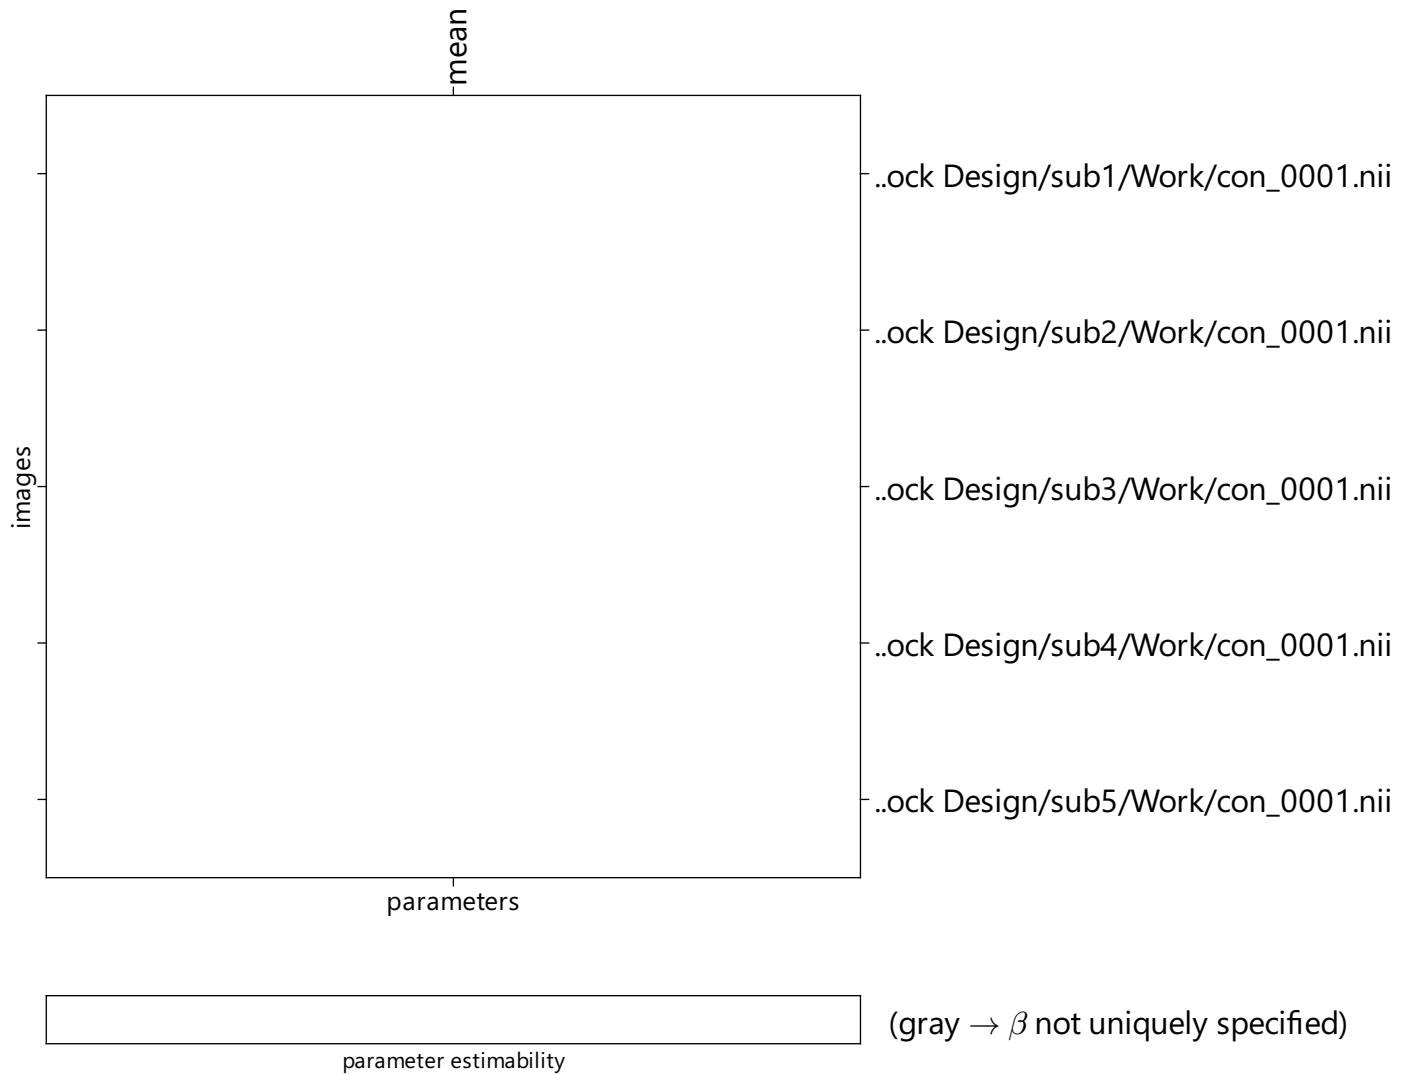 mean
..ock Design/sub1/Work/con_0001.nii
..ock Design/sub2/Work/con_0001.nii
images
..ock Design/sub3/Work/con_0001.nii
..ock Design/sub4/Work/con_0001.nii
..ock Design/sub5/Work/con_0001.nii
parameters
(gray → β not uniquely specified)
parameter estimability